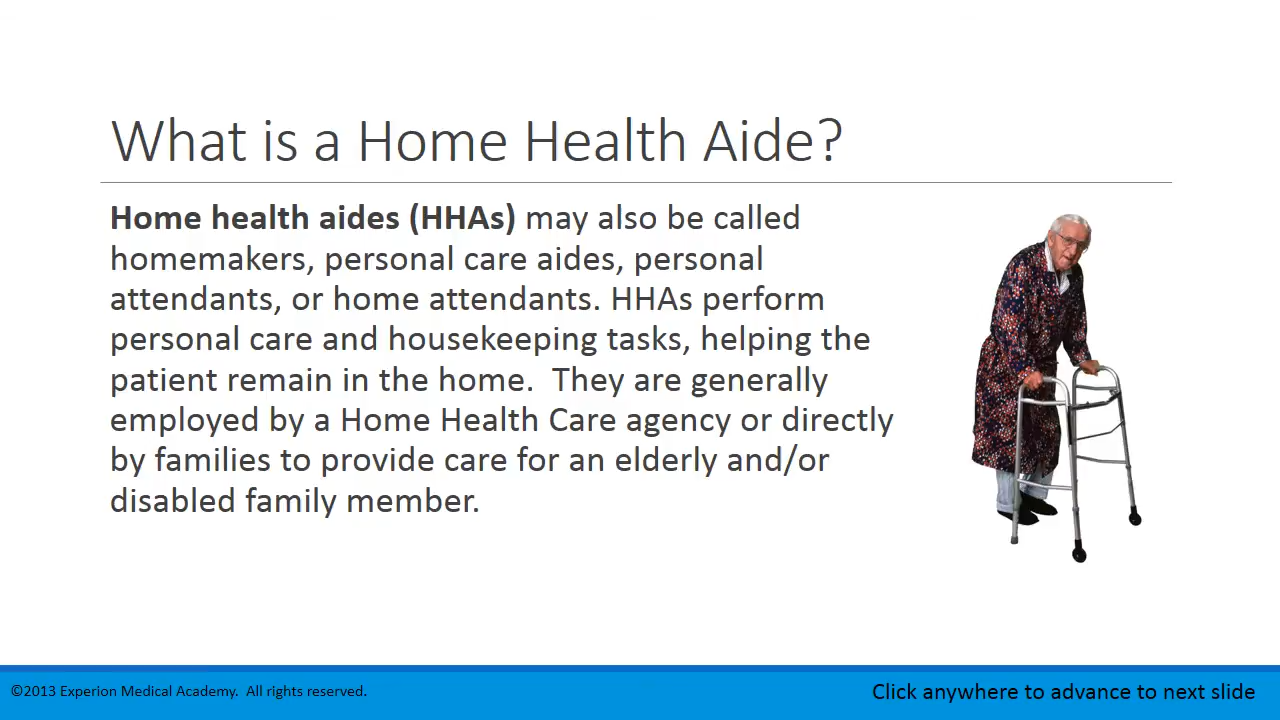 What is a Home Health Aide?
Home health aides (HHAs) may also be called
homemakers, personal care aides, personal
attendants, or home attendants. HHAs perform
personal care and housekeeping tasks, helping the
patient remain in the home.  They are generally
employed by a Home Health Care agency or directly
by families to provide care for an elderly and/or
disabled family member.
©2013 Experion Medical Academy.  All rights reserved.
Click anywhere to advance to next slide